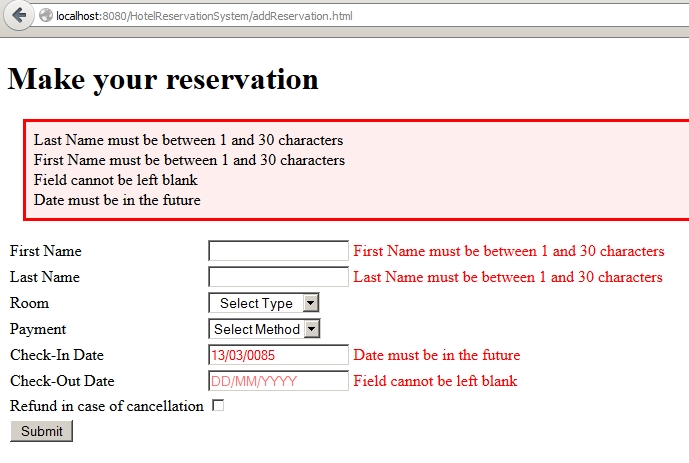 localhost:8080/HotelReservationSystem/addReservation.html
Make your reservation
Last Name must be between 1 and 30 characters
First Name must be between 1 and 30 characters
Field cannot be left blank
Date must be in the future
First Name First Name must be between 1 and 30 characters
Last Name Last Name must be between 1 and 30 characters
Room Select Type
Payment Select Method
Check-In Date 13/03/0085 Date must be in the future
Check-Out Date DD/MM/YYYY Field cannot be left blank
Refund in case of cancellation
Submit